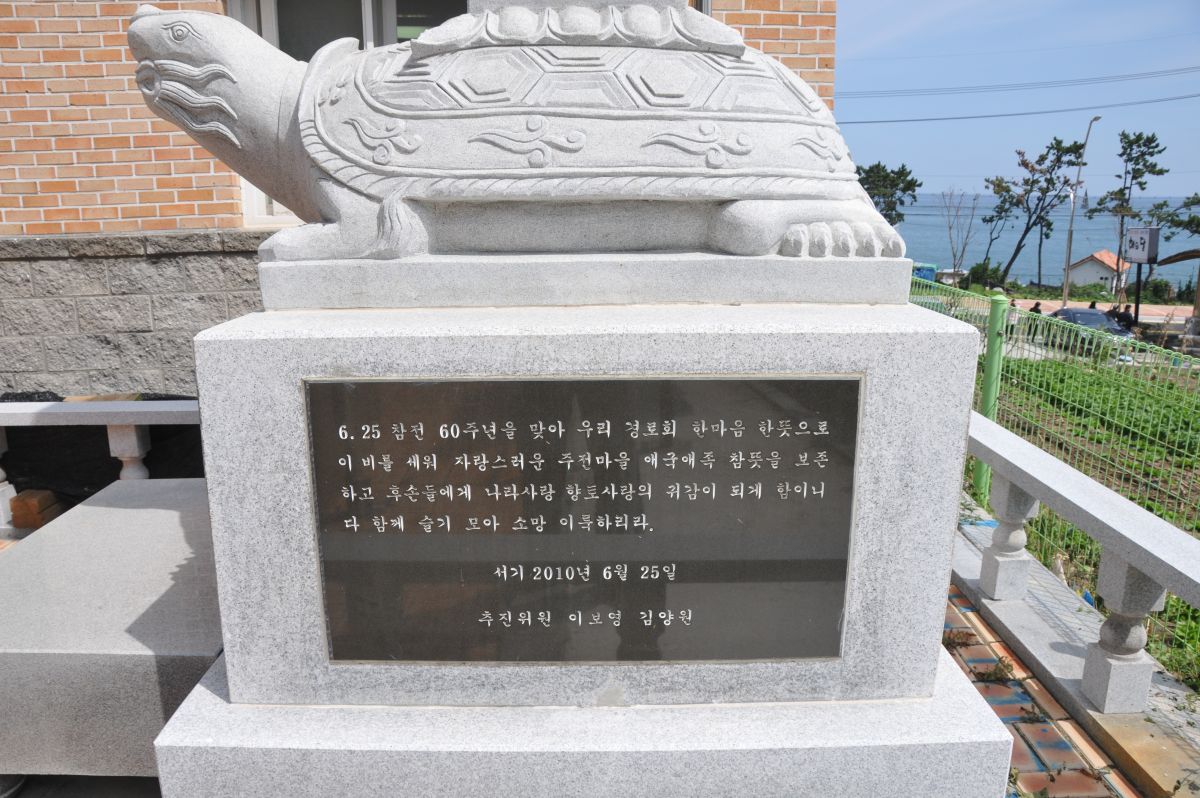 6.25 참전 60주년을 맞아 우리 경로회 한마음 한뜻으로
이 비를 세워 자랑스러운 주전마을 애국애족 참뜻을 보존
하고 후손들에게 나라사랑 향토사랑의 귀감이 되게 함이니
다 함께 슬기 모아 소망 이룩하리라.
서기 2010년 6월 25일
추진위원 이보영 김양원